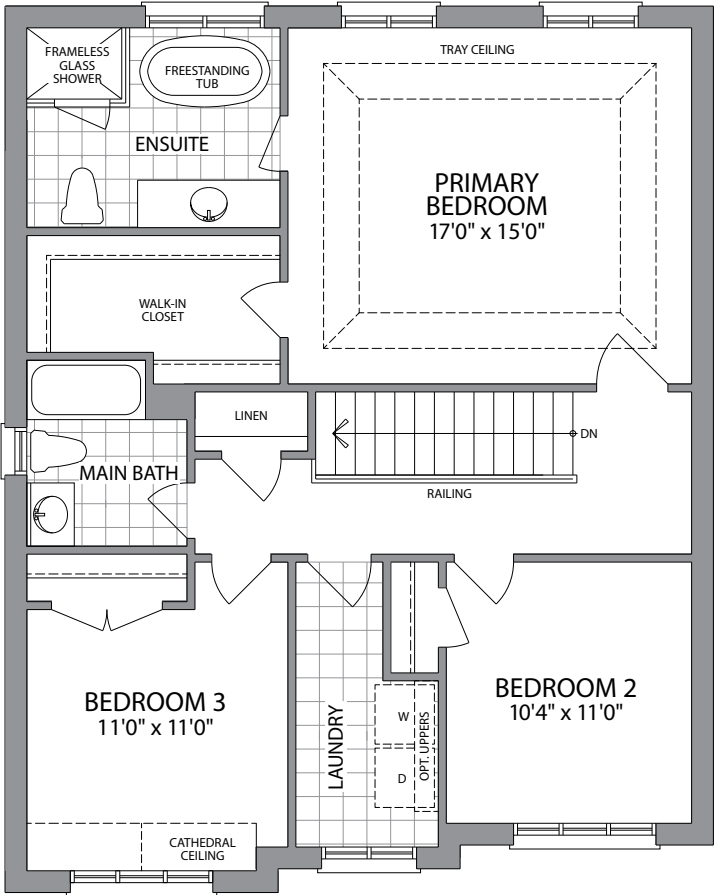 FRAMELESS
GLASS
SHOWER
FREESTANDING
TUB
ENSUITE
TRAY CEILING
PRIMARY
BEDROOM
17'0" x 15'0"
WALK-IN
CLOSET
LINEN
DN
MAIN BATH
RAILING
BEDROOM 3
11'0" x 11'0"
LAUNDRY
W
D
OPT. UPPERS
BEDROOM 2
10'4" x 11'0"
CATHEDRAL
CEILING